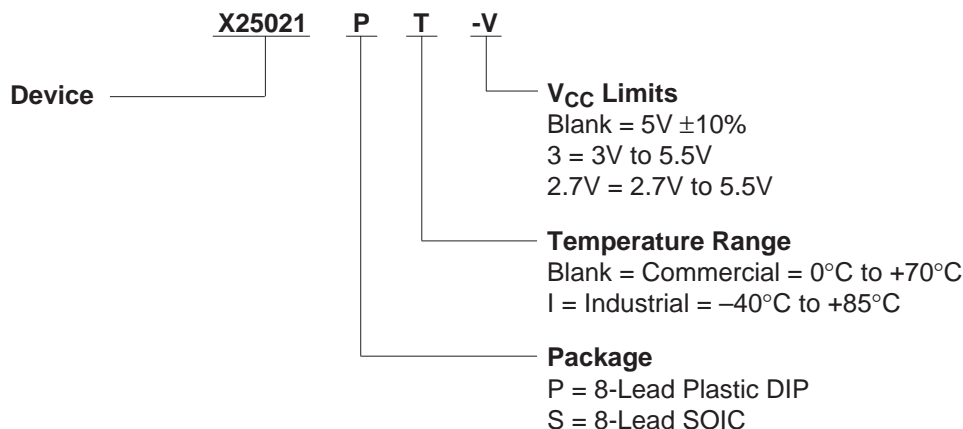 X25021 P T -V
Device
VCC Limits
Blank = 5V ±10%
3 = 3V to 5.5V
2.7V = 2.7V to 5.5V
Temperature Range
Blank = Commercial = 0°C to +70°C
I = Industrial = –40°C to +85°C
Package
P = 8-Lead Plastic DIP
S = 8-Lead SOIC